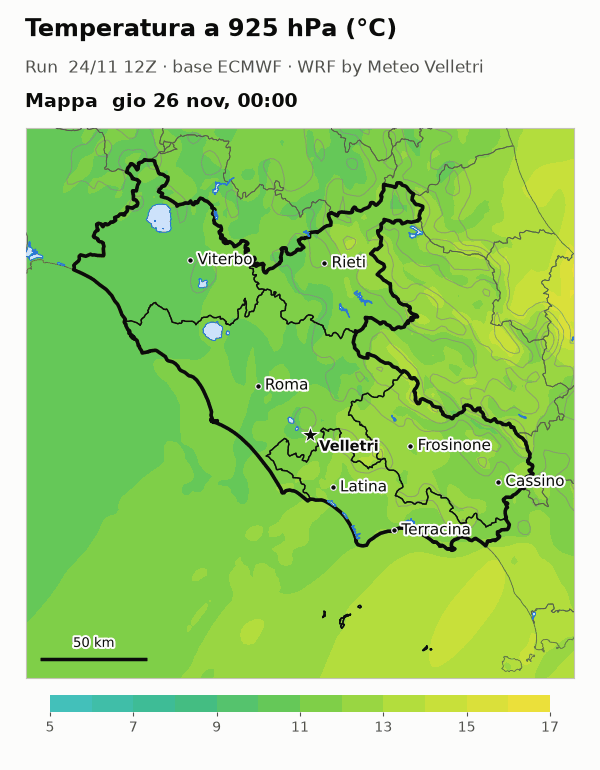 Temperatura a 925 hPa (°C)
Run  24/11 12Z · base ECMWF · WRF by Meteo Velletri
Mappa  gio 26 nov, 00:00
Viterbo
Rieti
Roma
Velletri
Frosinone
Cassino
Latina
Terracina
50 km
5 7 9 11 13 15 17